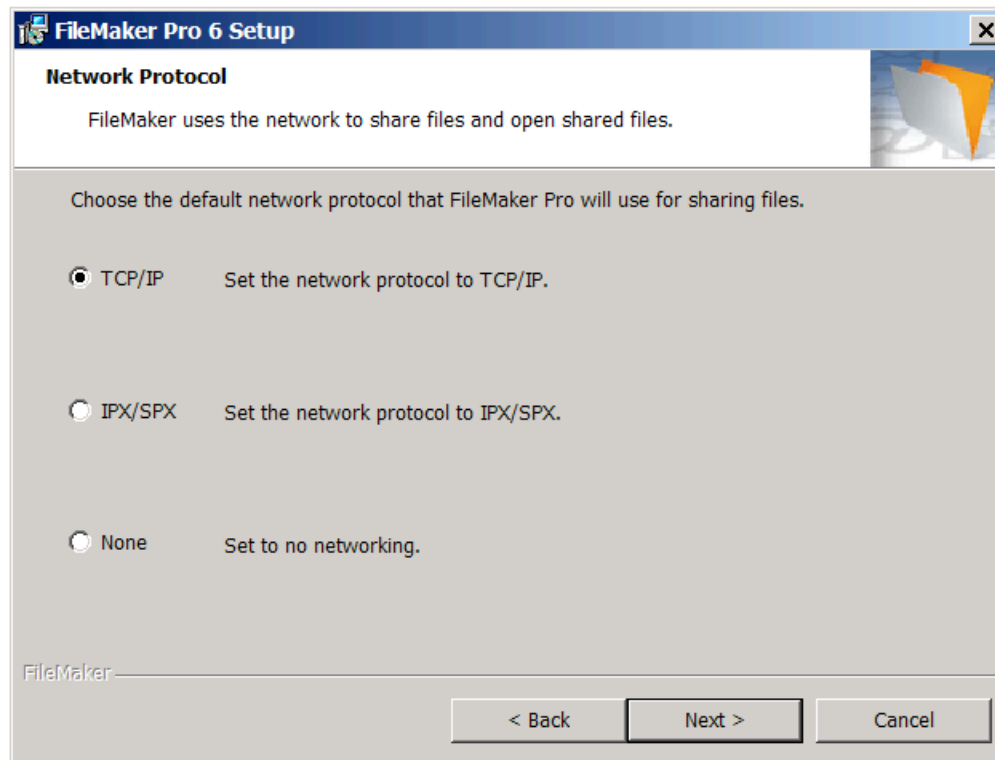 FileMaker Pro 6 Setup
Network Protocol
FileMaker uses the network to share files and open shared files.
Choose the default network protocol that FileMaker Pro will use for sharing files.
TCP/IP Set the network protocol to TCP/IP.
IPX/SPX Set the network protocol to IPX/SPX.
None Set to no networking.
FileMaker
< Back Next > Cancel